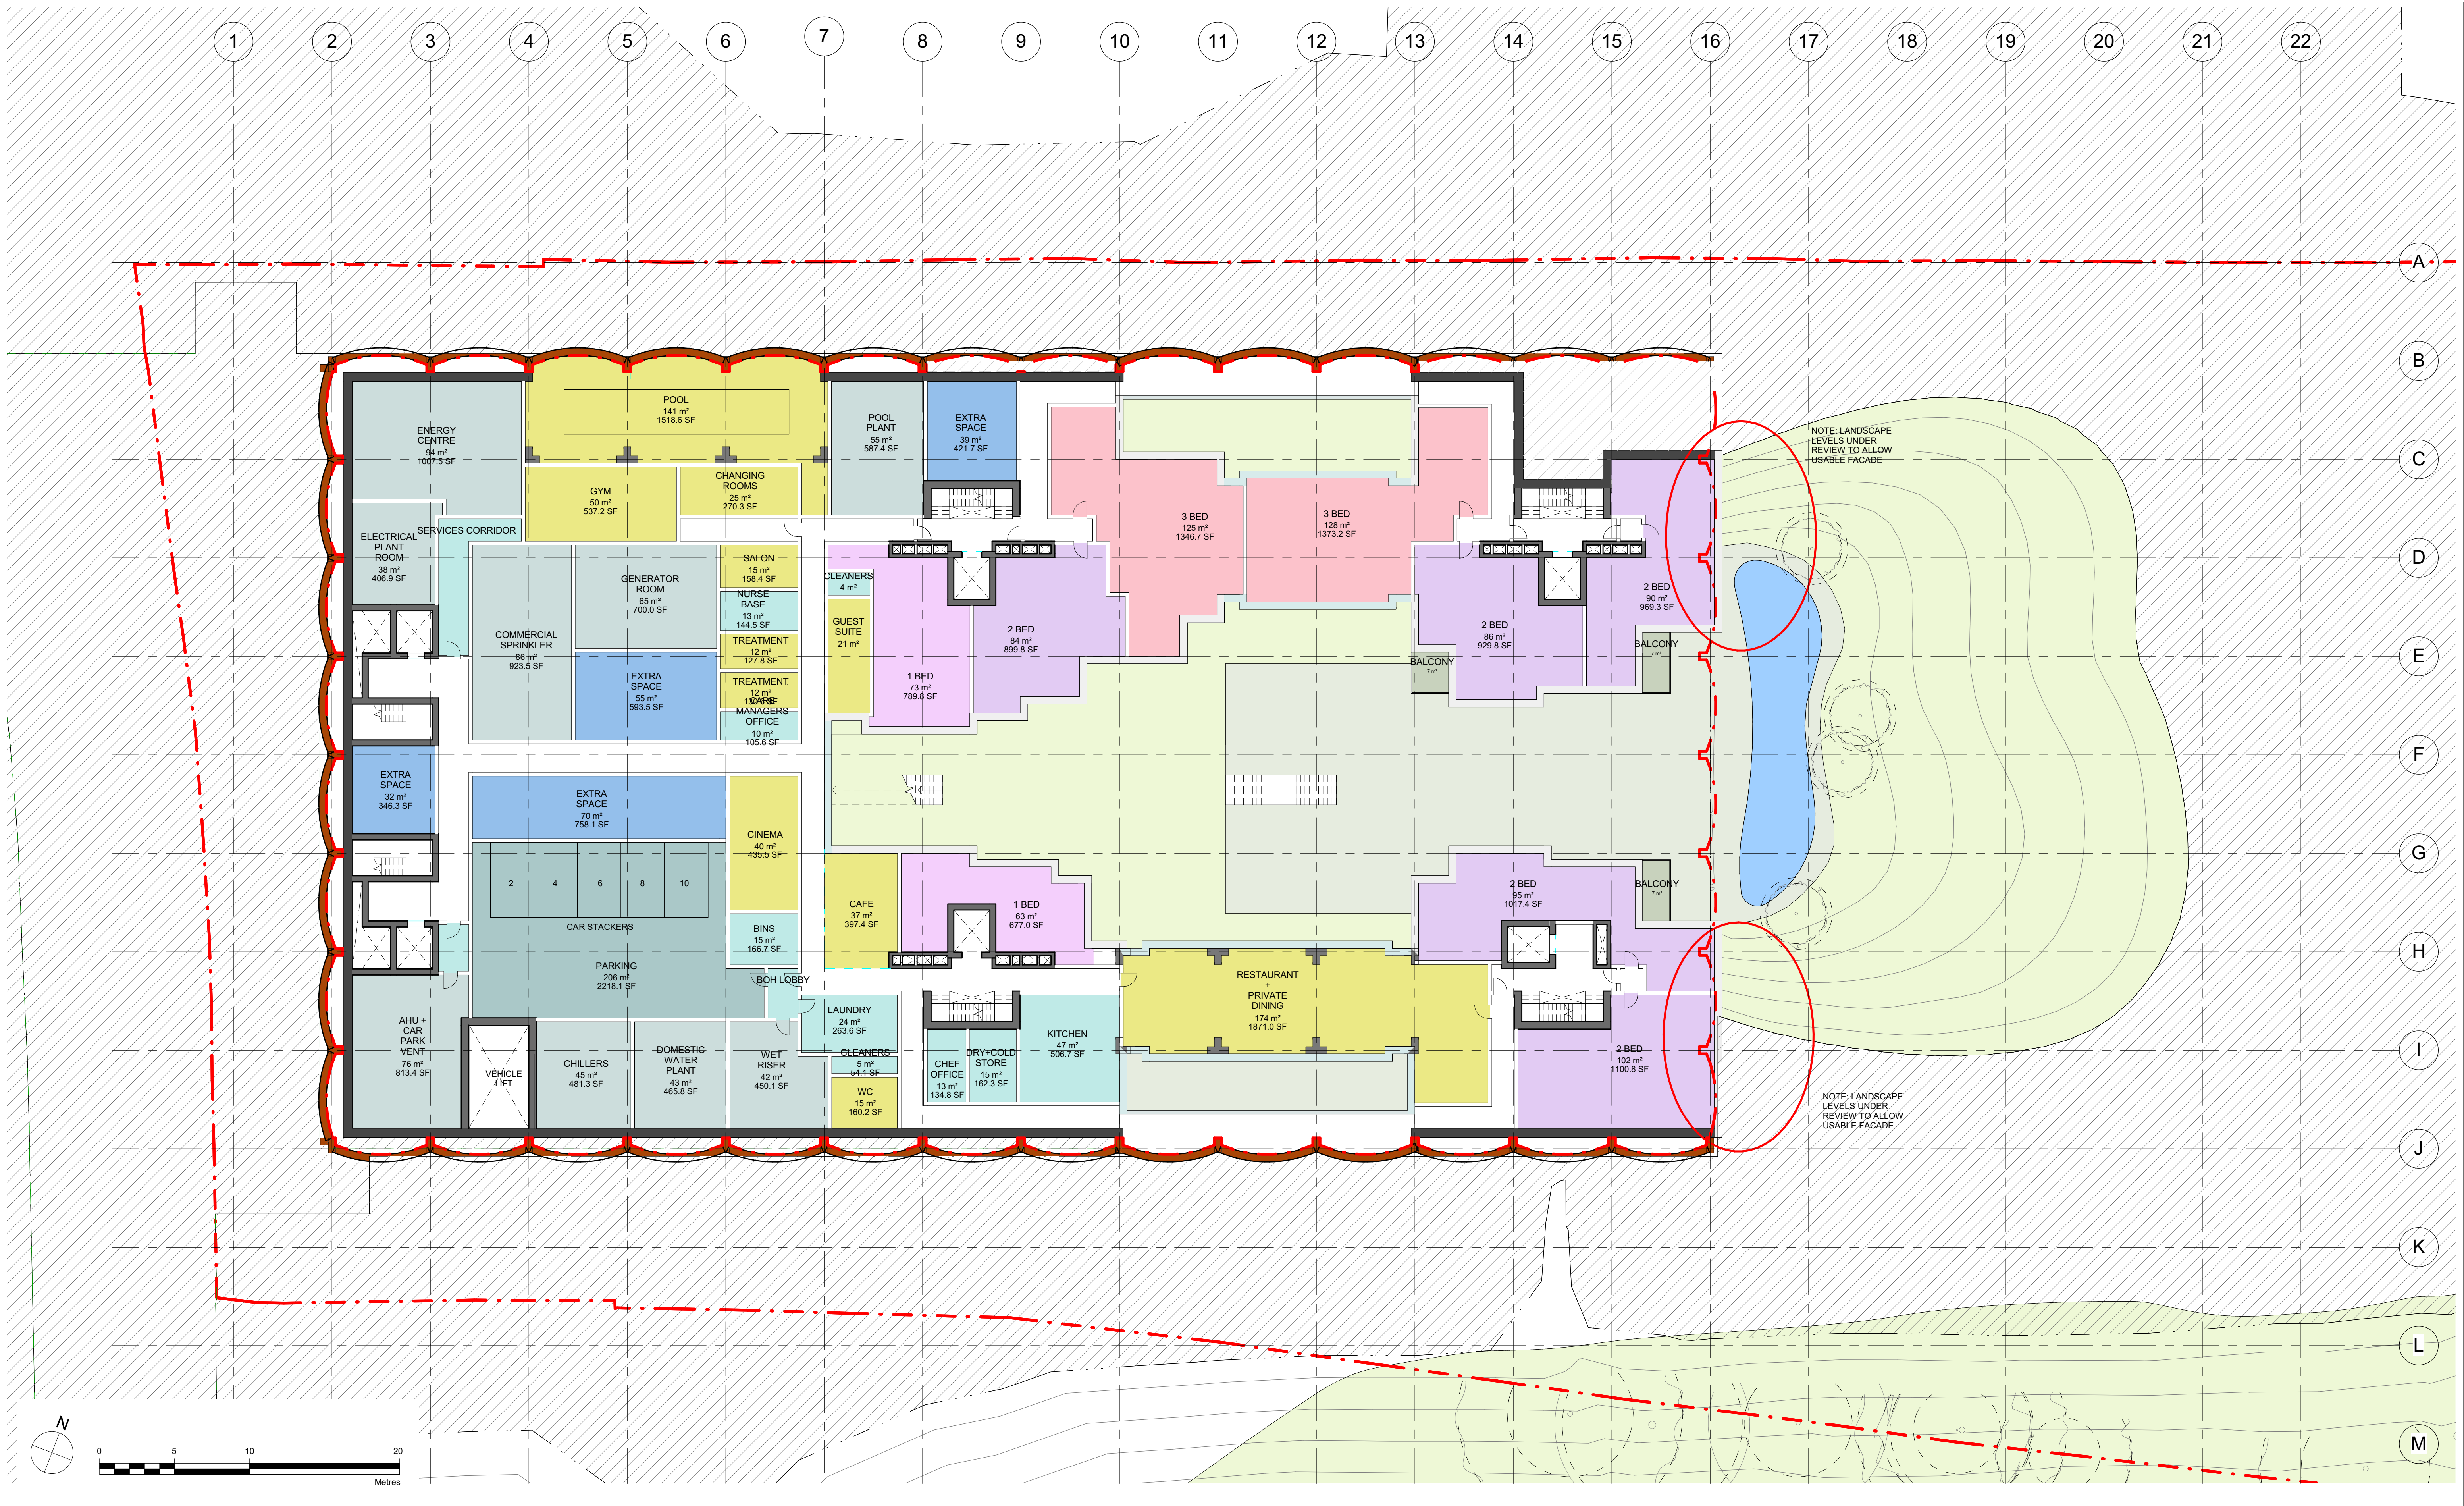 1 2 3 4 5 6 7 8 9 10 11 12 13 14 15 16 17 18 19 20 21 22
A
B
C
D
E
F
G
H
I
J
K
L
M
ENERGY
CENTRE
94 m²
1007.5 SF
POOL
141 m²
1518.6 SF
POOL
PLANT
55 m²
587.4 SF
EXTRA
SPACE
39 m²
421.7 SF
NOTE: LANDSCAPE
LEVELS UNDER
REVIEW TO ALLOW
USABLE FACADE
GYM
50 m²
537.2 SF
CHANGING
ROOMS
25 m²
270.3 SF
3 BED
125 m²
1346.7 SF
3 BED
128 m²
1373.2 SF
SERVICES CORRIDOR
ELECTRICAL
PLANT
ROOM
38 m²
406.9 SF
GENERATOR
ROOM
65 m²
700.0 SF
SALON
15 m²
158.4 SF
NURSE
BASE
13 m²
144.5 SF
CLEANERS
4 m²
GUEST
SUITE
21 m²
2 BED
84 m²
899.8 SF
2 BED
86 m²
929.8 SF
2 BED
90 m²
969.3 SF
COMMERCIAL
SPRINKLER
86 m²
923.5 SF
EXTRA
SPACE
55 m²
593.5 SF
TREATMENT
12 m²
127.8 SF
TREATMENT
12 m²
CARE
MANAGERS
OFFICE
10 m²
105.6 SF
1 BED
73 m²
789.8 SF
BALCONY
7 m²
BALCONY
7 m²
EXTRA
SPACE
32 m²
346.3 SF
EXTRA
SPACE
70 m²
758.1 SF
CINEMA
40 m²
435.5 SF
2 4 6 8 10
CAR STACKERS
PARKING
206 m²
2218.1 SF
BINS
15 m²
166.7 SF
CAFE
37 m²
397.4 SF
1 BED
63 m²
677.0 SF
2 BED
95 m²
1017.4 SF
BALCONY
7 m²
BOH LOBBY
RESTAURANT
+
PRIVATE
DINING
174 m²
1871.0 SF
AHU +
CAR
PARK
VENT
76 m²
813.4 SF
VEHICLE
LIFT
CHILLERS
45 m²
481.3 SF
DOMESTIC
WATER
PLANT
43 m²
465.8 SF
WET
RISER
42 m²
450.1 SF
LAUNDRY
24 m²
263.6 SF
CLEANERS
5 m²
54.1 SF
WC
15 m²
160.2 SF
CHEF
OFFICE
13 m²
134.8 SF
DRY+COLD
STORE
15 m²
162.3 SF
KITCHEN
47 m²
506.7 SF
2 BED
102 m²
1100.8 SF
NOTE: LANDSCAPE
LEVELS UNDER
REVIEW TO ALLOW
USABLE FACADE
N
0 5 10 20
Metres